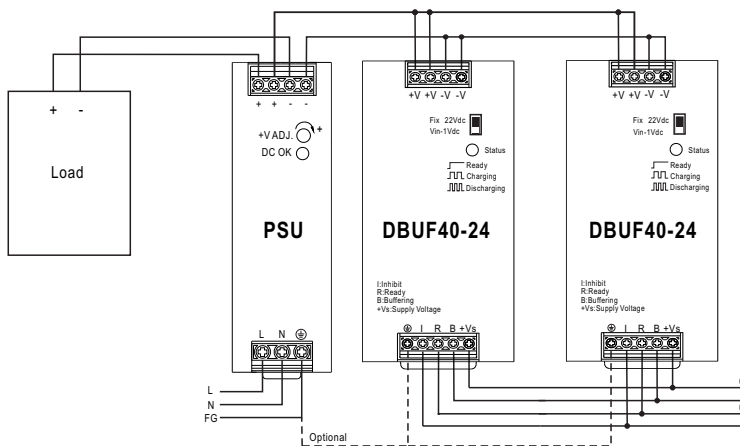 + -
Load
+ + - -
+V ADJ. +
DC OK
PSU
L N
L
N
FG
Optional
+V +V -V -V
Fix 22Vdc
Vin-1Vdc
Status
Ready
Charging
Discharging
DBUF40-24
I:Inhibit
R:Ready
B:Buffering
+Vs:Supply Voltage
I R B +Vs
+V +V -V -V
Fix 22Vdc
Vin-1Vdc
Status
Ready
Charging
Discharging
DBUF40-24
I:Inhibit
R:Ready
B:Buffering
+Vs:Supply Voltage
I R B +Vs